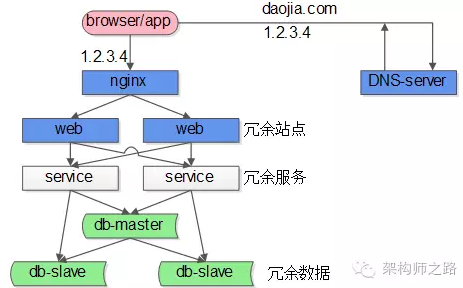 daojia.com
browser/app
1.2.3.4
1.2.3.4
nginx
DNS-server
web
web
冗余站点
service
service
冗余服务
db-master
db-slave
db-slave
冗余数据
架构师之路